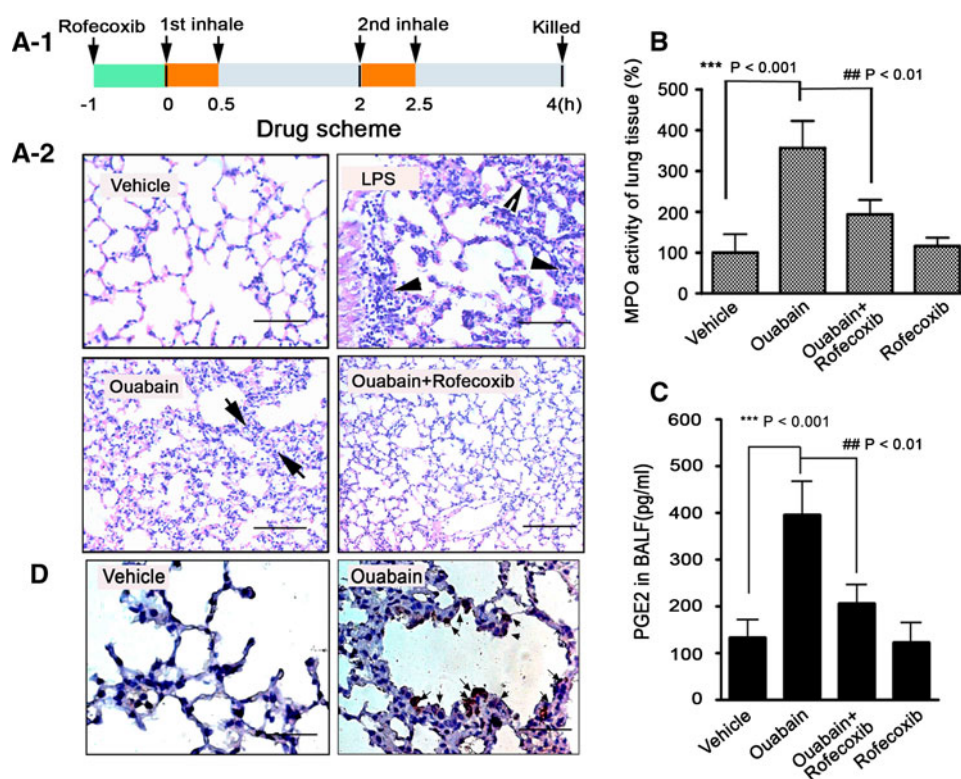 A-1
Rofecoxib 1st inhale 2nd inhale Killed
-1 0 0.5 2 2.5 4(h)
Drug scheme
A-2
Vehicle
LPS
Ouabain
Ouabain+Rofecoxib
D
Vehicle
Ouabain
B
MPO activity of lung tissue (%)
*** P < 0.001
## P < 0.01
500
400
300
200
100
0
Vehicle
Ouabain
Ouabain+
Rofecoxib
Rofecoxib
C
PGE2 in BALF(pg/ml)
*** P < 0.001
## P < 0.01
600
500
400
300
200
100
0
Vehicle
Ouabain
Ouabain+
Rofecoxib
Rofecoxib